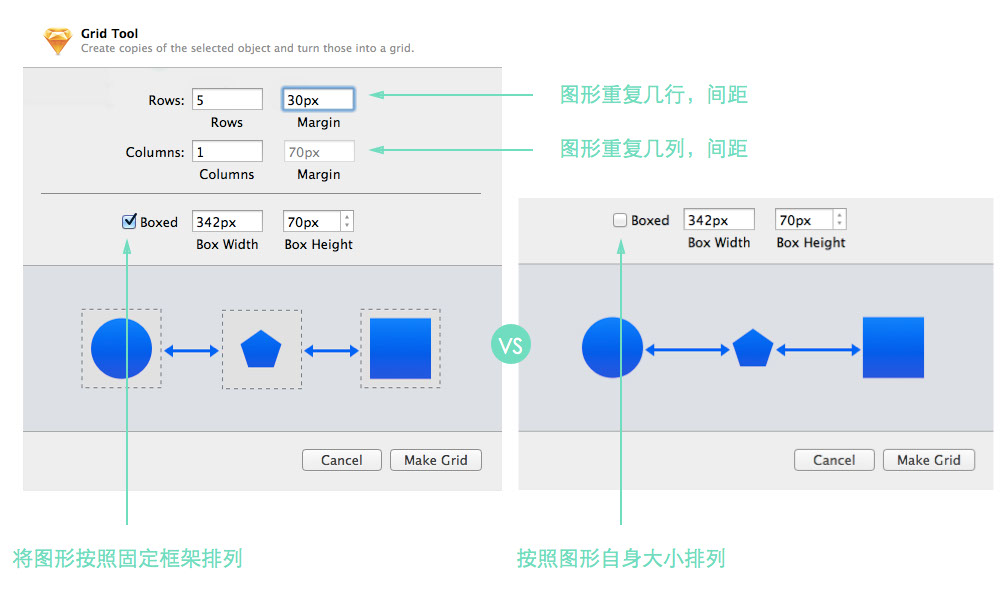 Grid Tool
Create copies of the selected object and turn those into a grid.
Rows: 5 30px
Rows Margin
图形重复几行，间距
Columns: 1 70px
Columns Margin
图形重复几列，间距
Boxed 342px 70px
Box Width Box Height
Boxed 342px 70px
Box Width Box Height
VS
Cancel Make Grid
Cancel Make Grid
将图形按照固定框架排列
按照图形自身大小排列